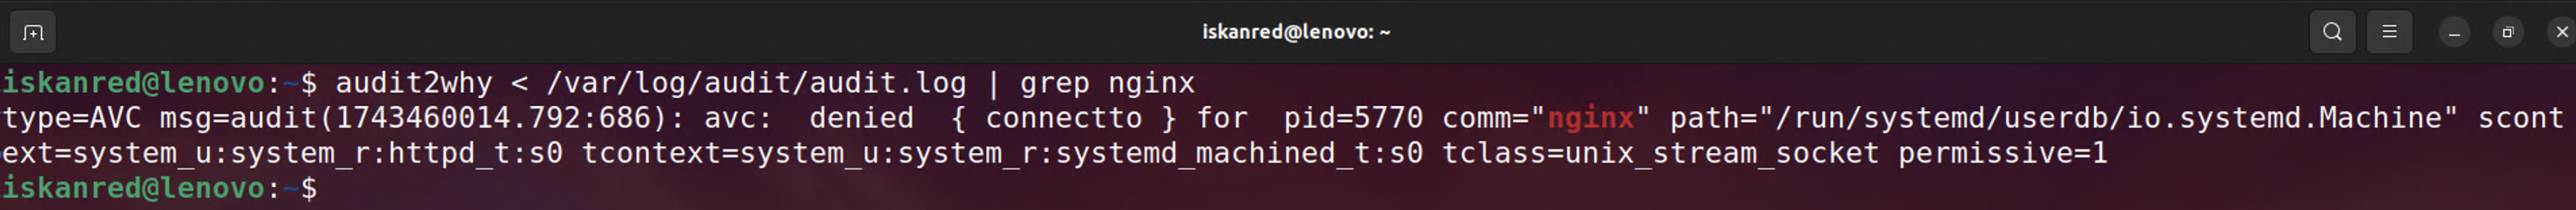 iskanred@lenovo: ~
iskanred@lenovo:~$ audit2why < /var/log/audit/audit.log | grep nginx
type=AVC msg=audit(1743460014.792:686): avc:  denied  { connectto } for  pid=5770 comm="nginx" path="/run/systemd/userdb/io.systemd.Machine" scont
ext=system_u:system_r:httpd_t:s0 tcontext=system_u:system_r:systemd_machined_t:s0 tclass=unix_stream_socket permissive=1
iskanred@lenovo:~$